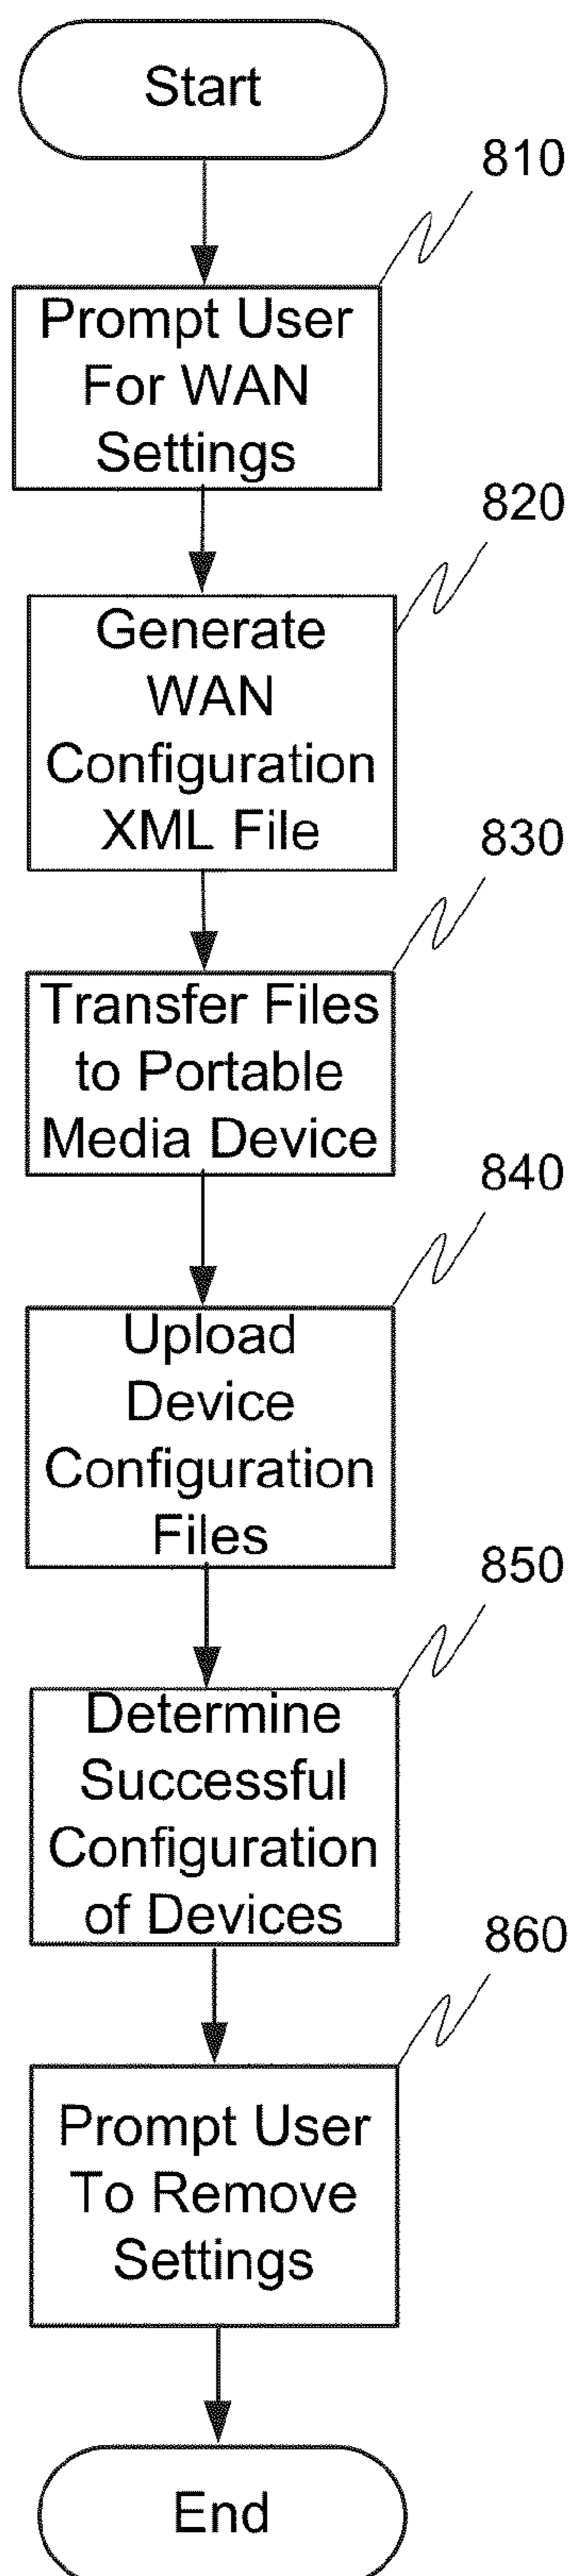 Start
810
Prompt User
For WAN
Settings
820
Generate
WAN
Configuration
XML File
830
Transfer Files
to Portable
Media Device
840
Upload
Device
Configuration
Files
850
Determine
Successful
Configuration
of Devices
860
Prompt User
To Remove
Settings
End